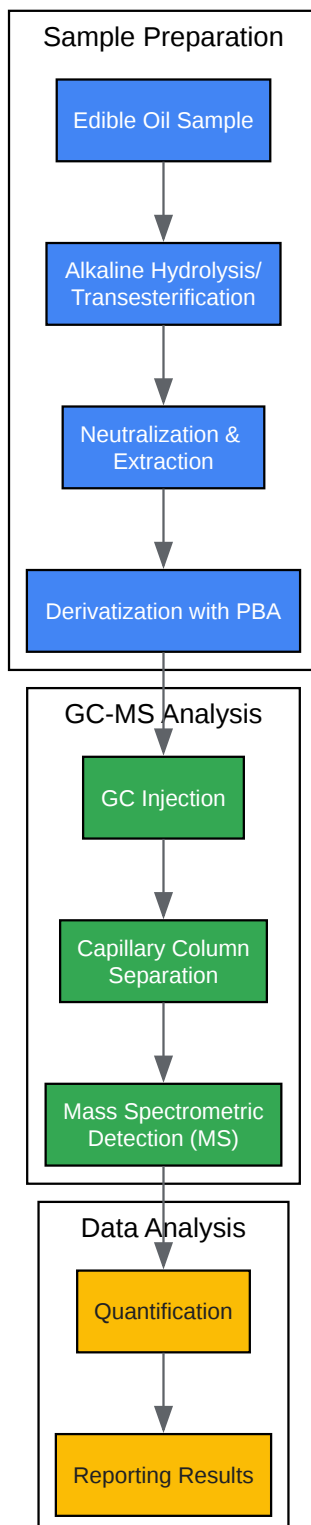 Sample Preparation
Edible Oil Sample
Alkaline Hydrolysis/
Transesterification
Neutralization &
Extraction
Derivatization with PBA
GC-MS Analysis
GC Injection
Capillary Column
Separation
Mass Spectrometric
Detection (MS)
Data Analysis
Quantification
Reporting Results